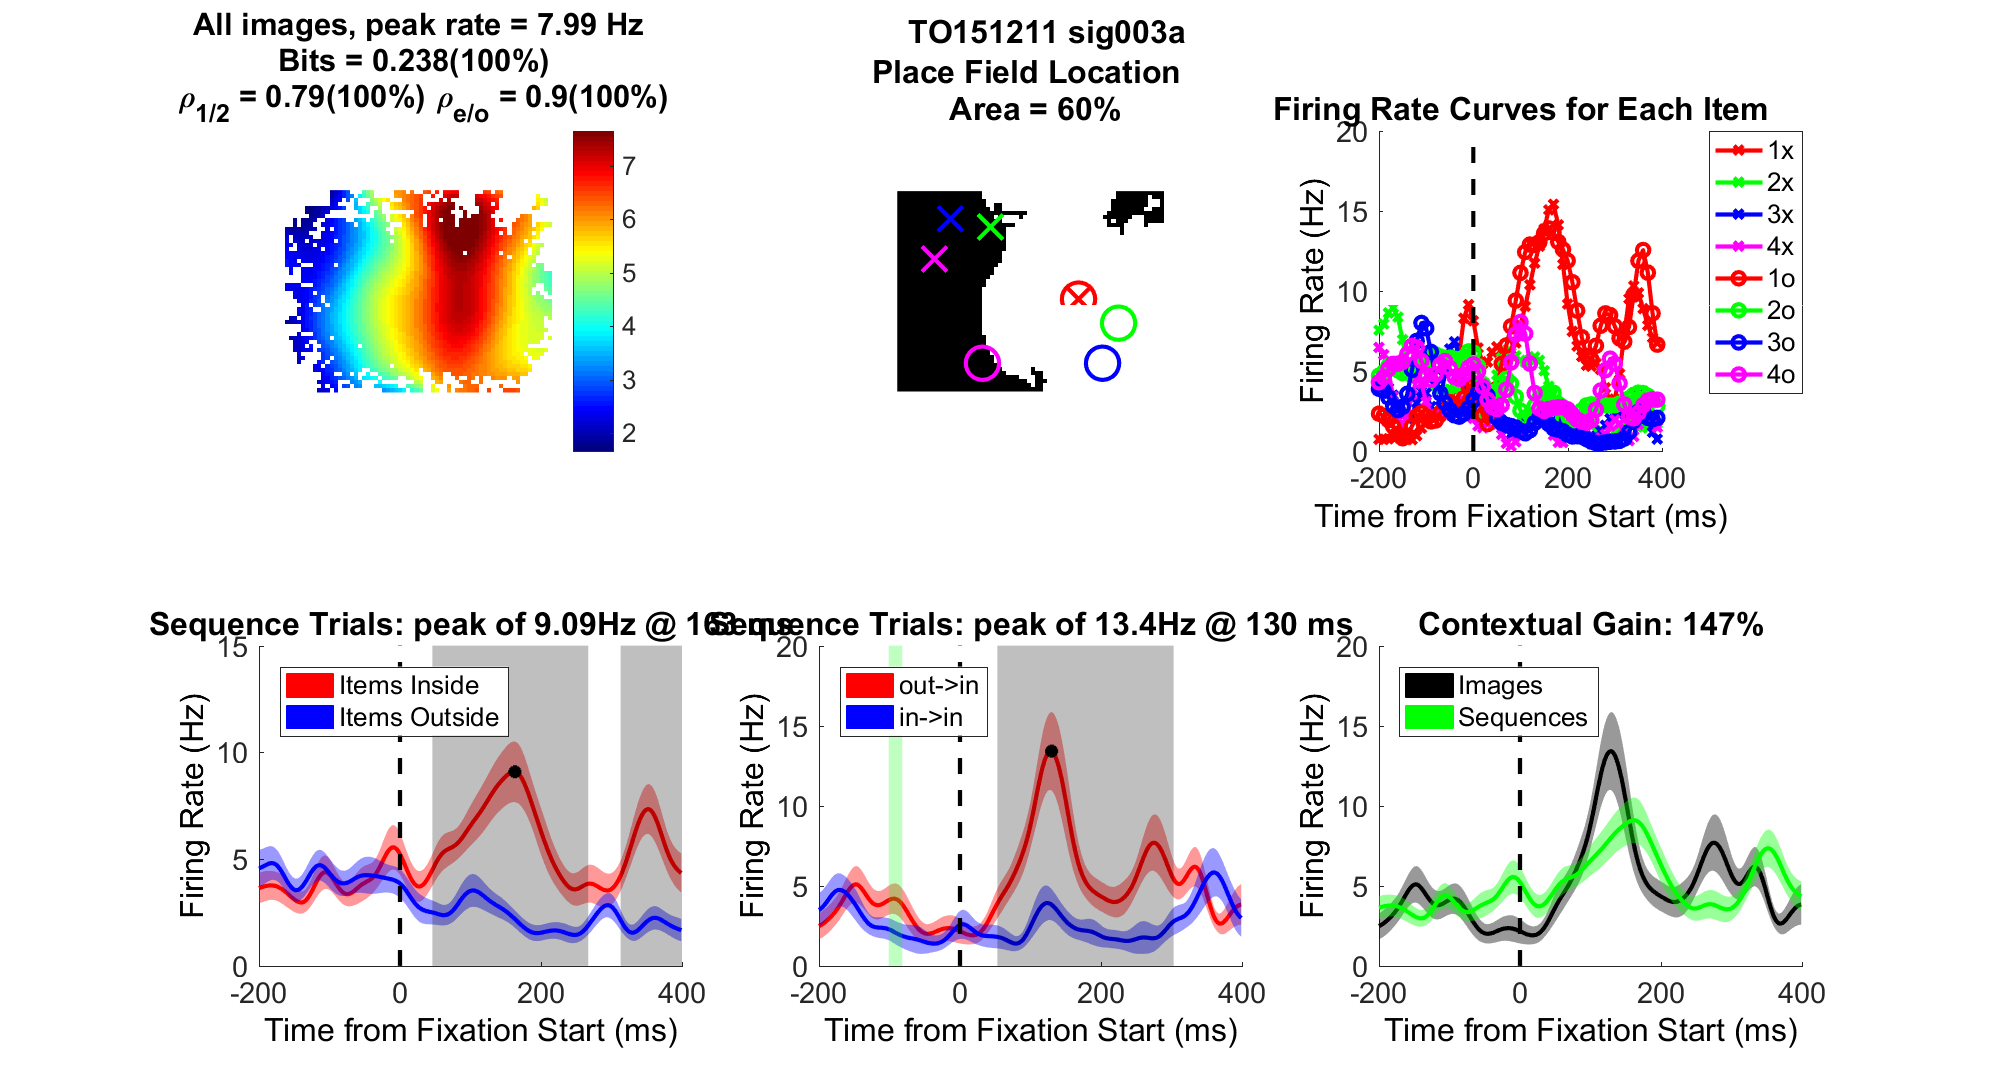 All images, peak rate = 7.99 Hz
Bits = 0.238(100%)
ρ1/2 = 0.79(100%) ρe/o = 0.9(100%)
7
6
5
4
3
2
TO151211 sig003a
Place Field Location
Area = 60%
Firing Rate Curves for Each Item
20
15
10
5
0
-200 0 200 400
Firing Rate (Hz)
Time from Fixation Start (ms)
1x
2x
3x
4x
1o
2o
3o
4o
Sequence Trials: peak of 9.09Hz @ 163 ms
15
10
5
0
-200 0 200 400
Firing Rate (Hz)
Time from Fixation Start (ms)
Items Inside
Items Outside
Sequence Trials: peak of 13.4Hz @ 130 ms
20
15
10
5
0
-200 0 200 400
Firing Rate (Hz)
Time from Fixation Start (ms)
out->in
in->in
Contextual Gain: 147%
20
15
10
5
0
-200 0 200 400
Firing Rate (Hz)
Time from Fixation Start (ms)
Images
Sequences